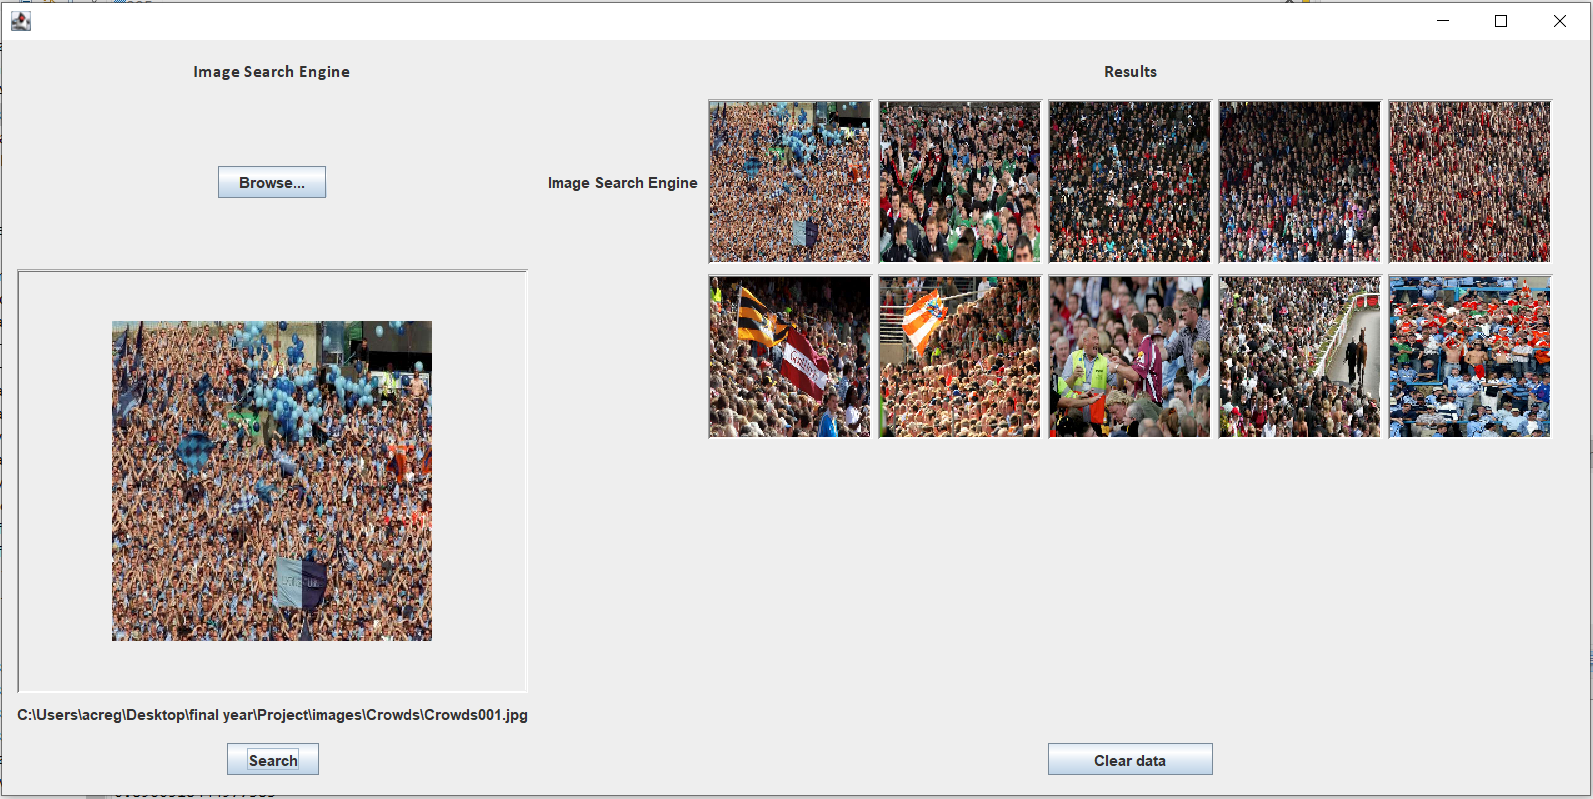 Image Search Engine
Results
Browse...
Image Search Engine
C:\Users\acreg\Desktop\final year\Project\images\Crowds\Crowds001.jpg
Search
Clear data